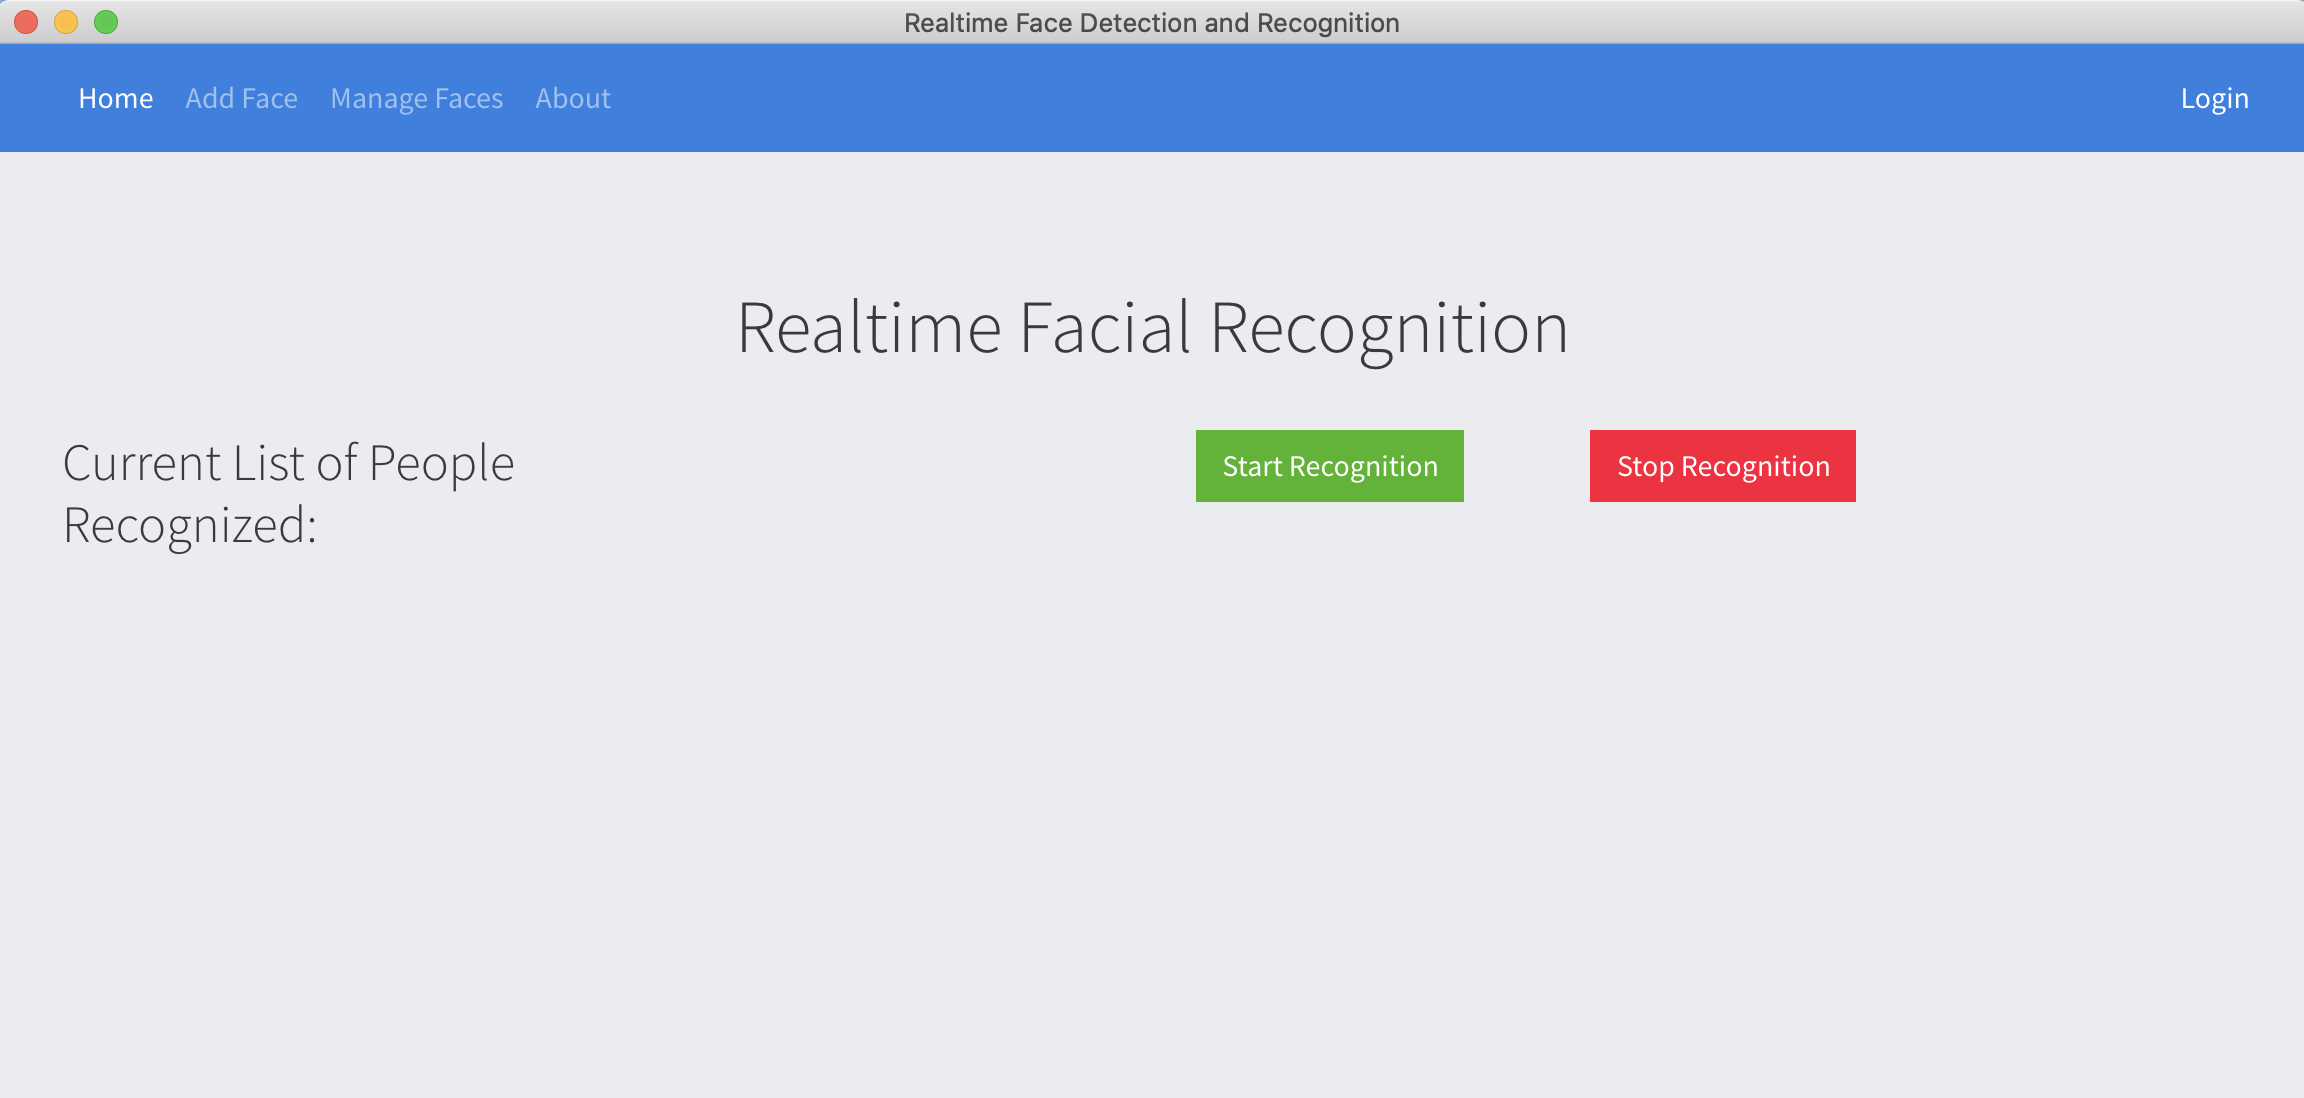 Realtime Face Detection and Recognition
Home Add Face Manage Faces About Login
Realtime Facial Recognition
Current List of People
Recognized:
Start Recognition Stop Recognition